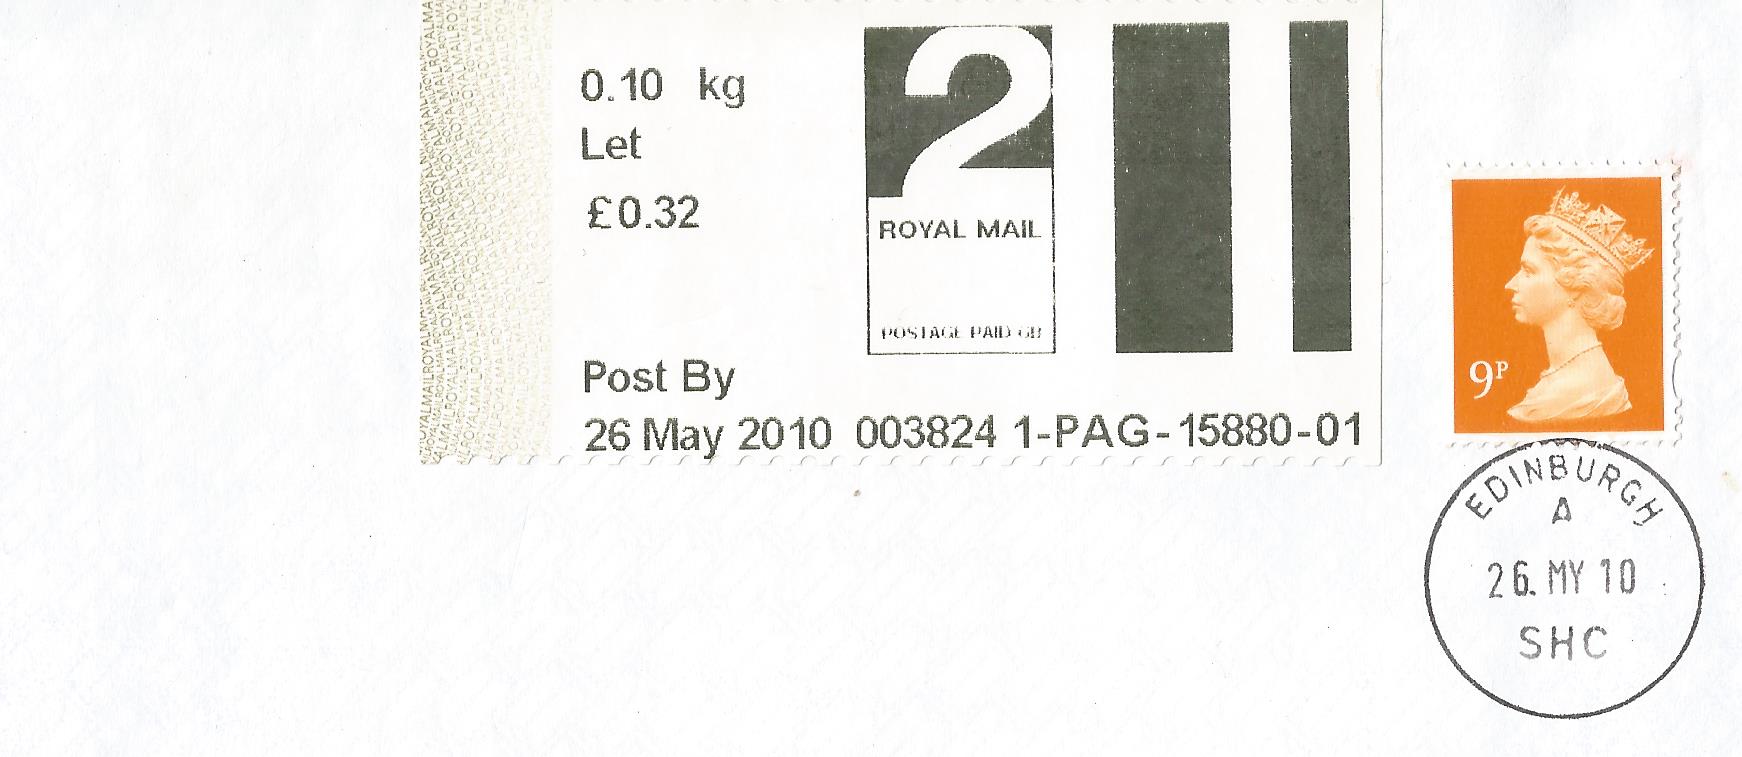 0.10 kg
Let
£0.32
2
ROYAL MAIL
POSTAGE PAID GB
Post By
26 May 2010 003824 1-PAG-15880-01
9P
EDINBURGH
A
26. MY 10
SHC